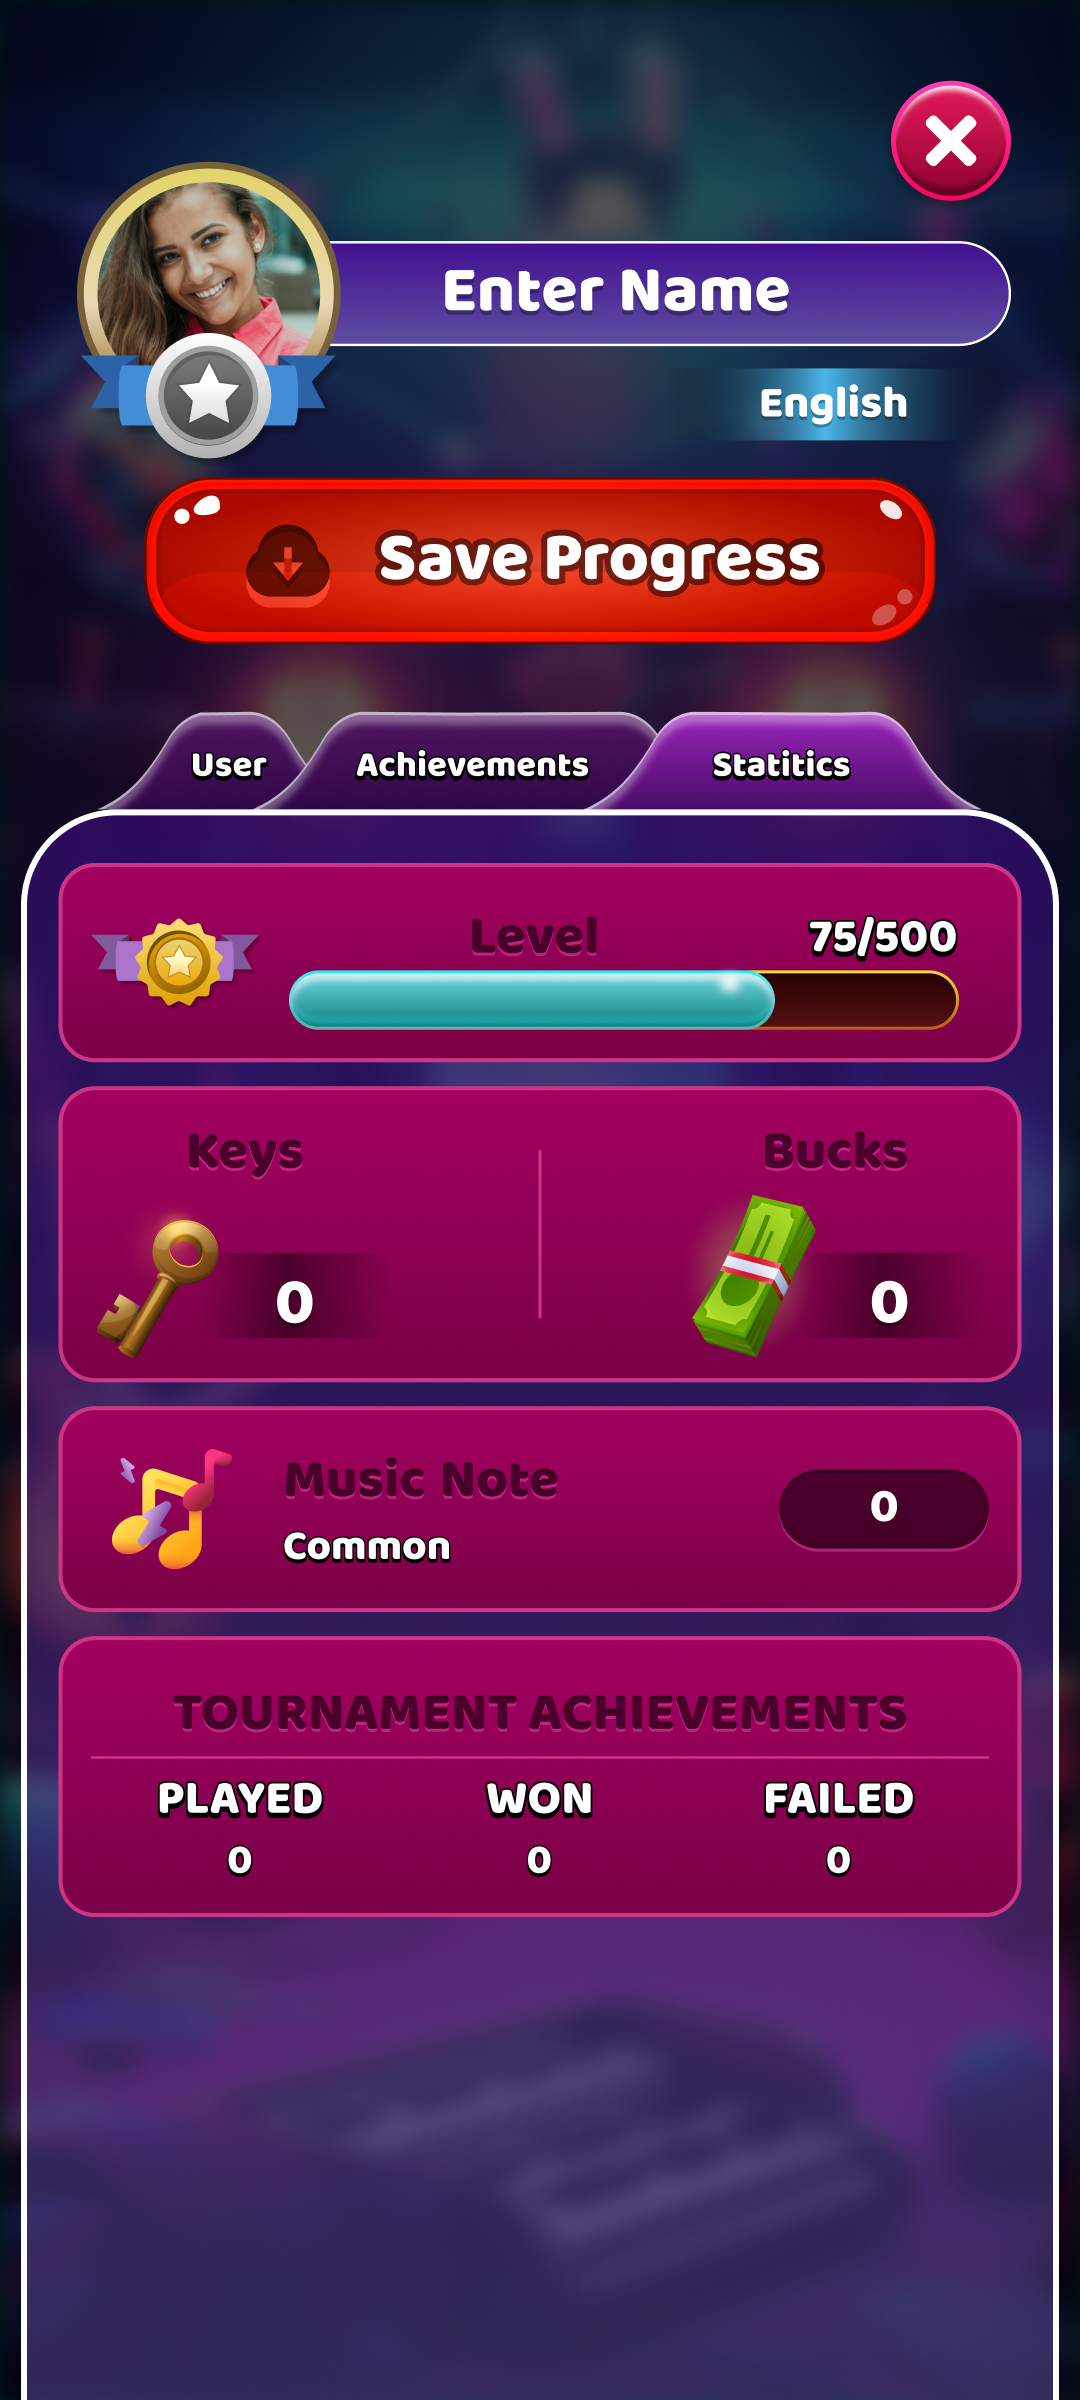 Enter Name
English
Save Progress
User
Achievements
Statitics
Level
75/500
Keys
Bucks
0
0
Music Note
Common
0
TOURNAMENT ACHIEVEMENTS
PLAYED
WON
FAILED
0
0
0